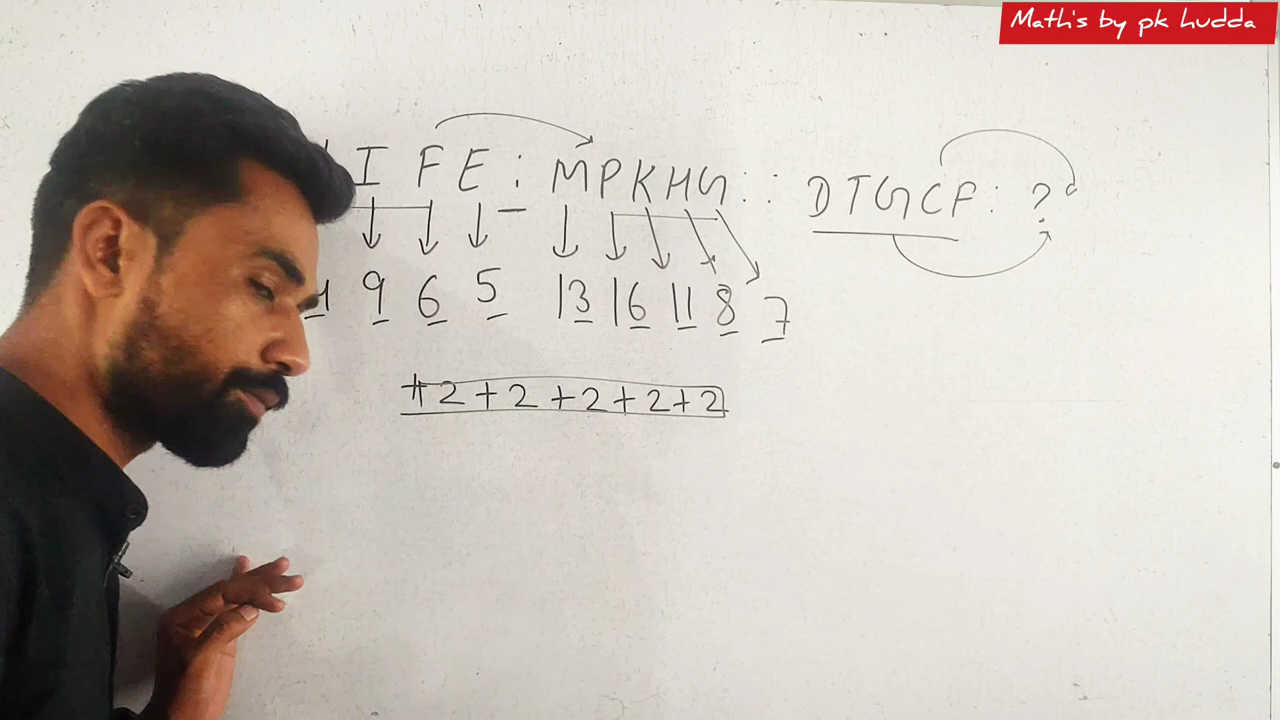 Math's by pk hudda
I F E : M P K H G :: D T G C F : ?
9 6 5 13 16 11 8 7
+2 +2 +2 +2 +2